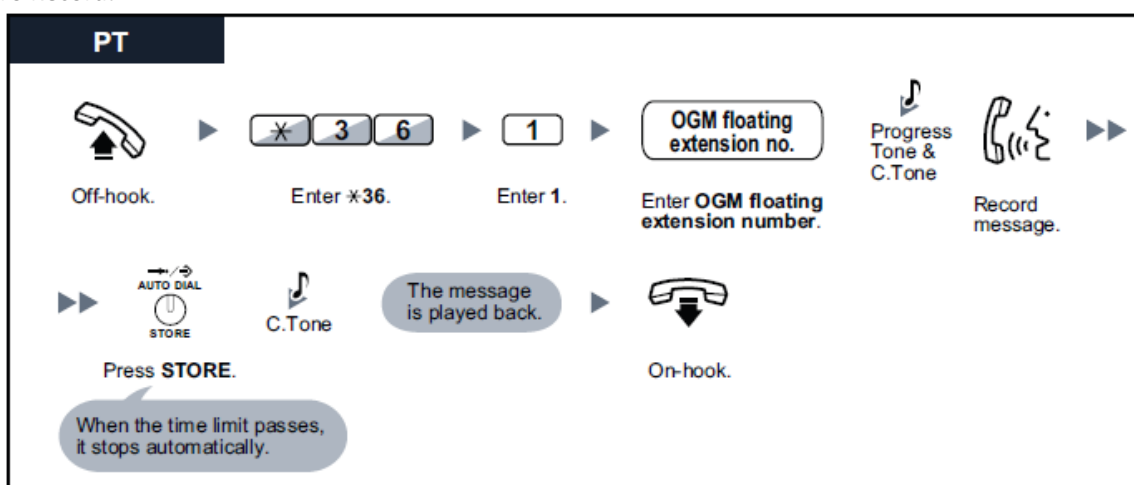 PT
* 3 6
1
OGM floating
extension no.
Progress
Tone &
C.Tone
Off-hook.
Enter *36.
Enter 1.
Enter OGM floating
extension number.
Record
message.
AUTO DIAL
STORE
C.Tone
The message
is played back.
Press STORE.
On-hook.
When the time limit passes,
it stops automatically.